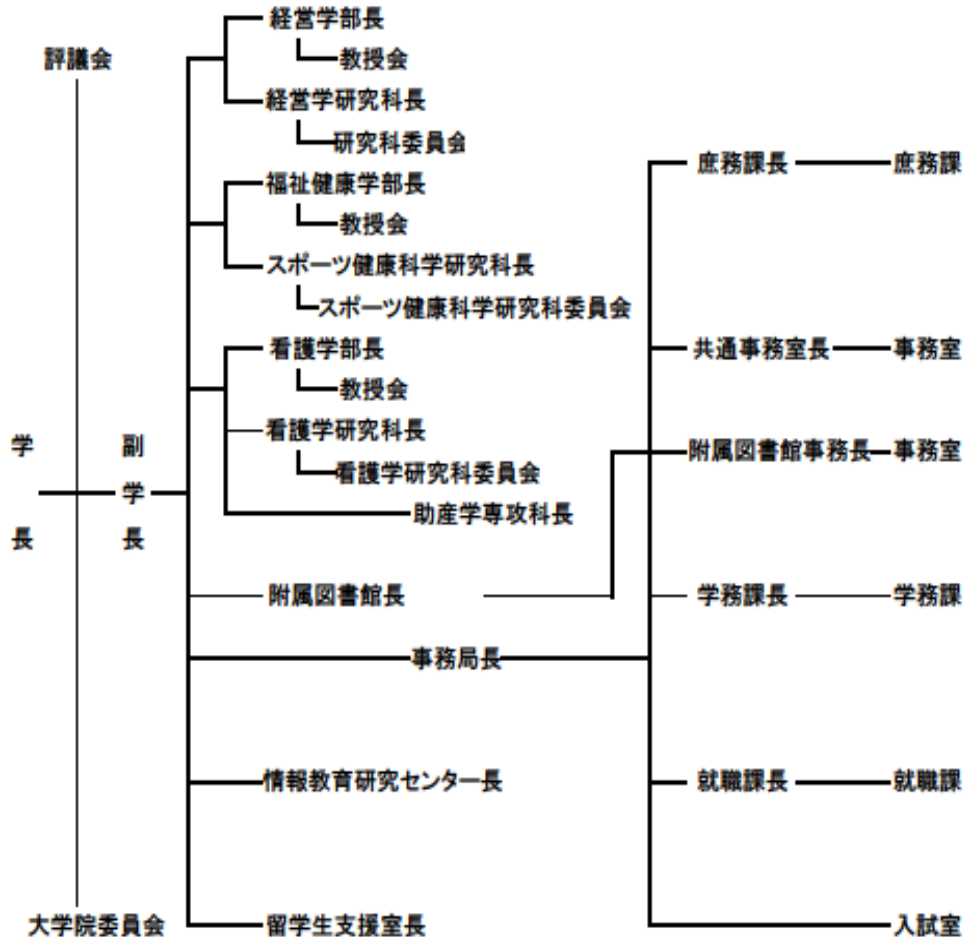 評議会
学長
副学長
大学院委員会
経営学部長
教授会
経営学研究科長
研究科委員会
福祉健康学部長
教授会
スポーツ健康科学研究科長
スポーツ健康科学研究科委員会
看護学部長
教授会
看護学研究科長
看護学研究科委員会
助産学専攻科長
附属図書館長
事務局長
情報教育研究センター長
留学生支援室長
庶務課長 庶務課
共通事務室長 事務室
附属図書館事務長 事務室
学務課長 学務課
就職課長 就職課
入試室